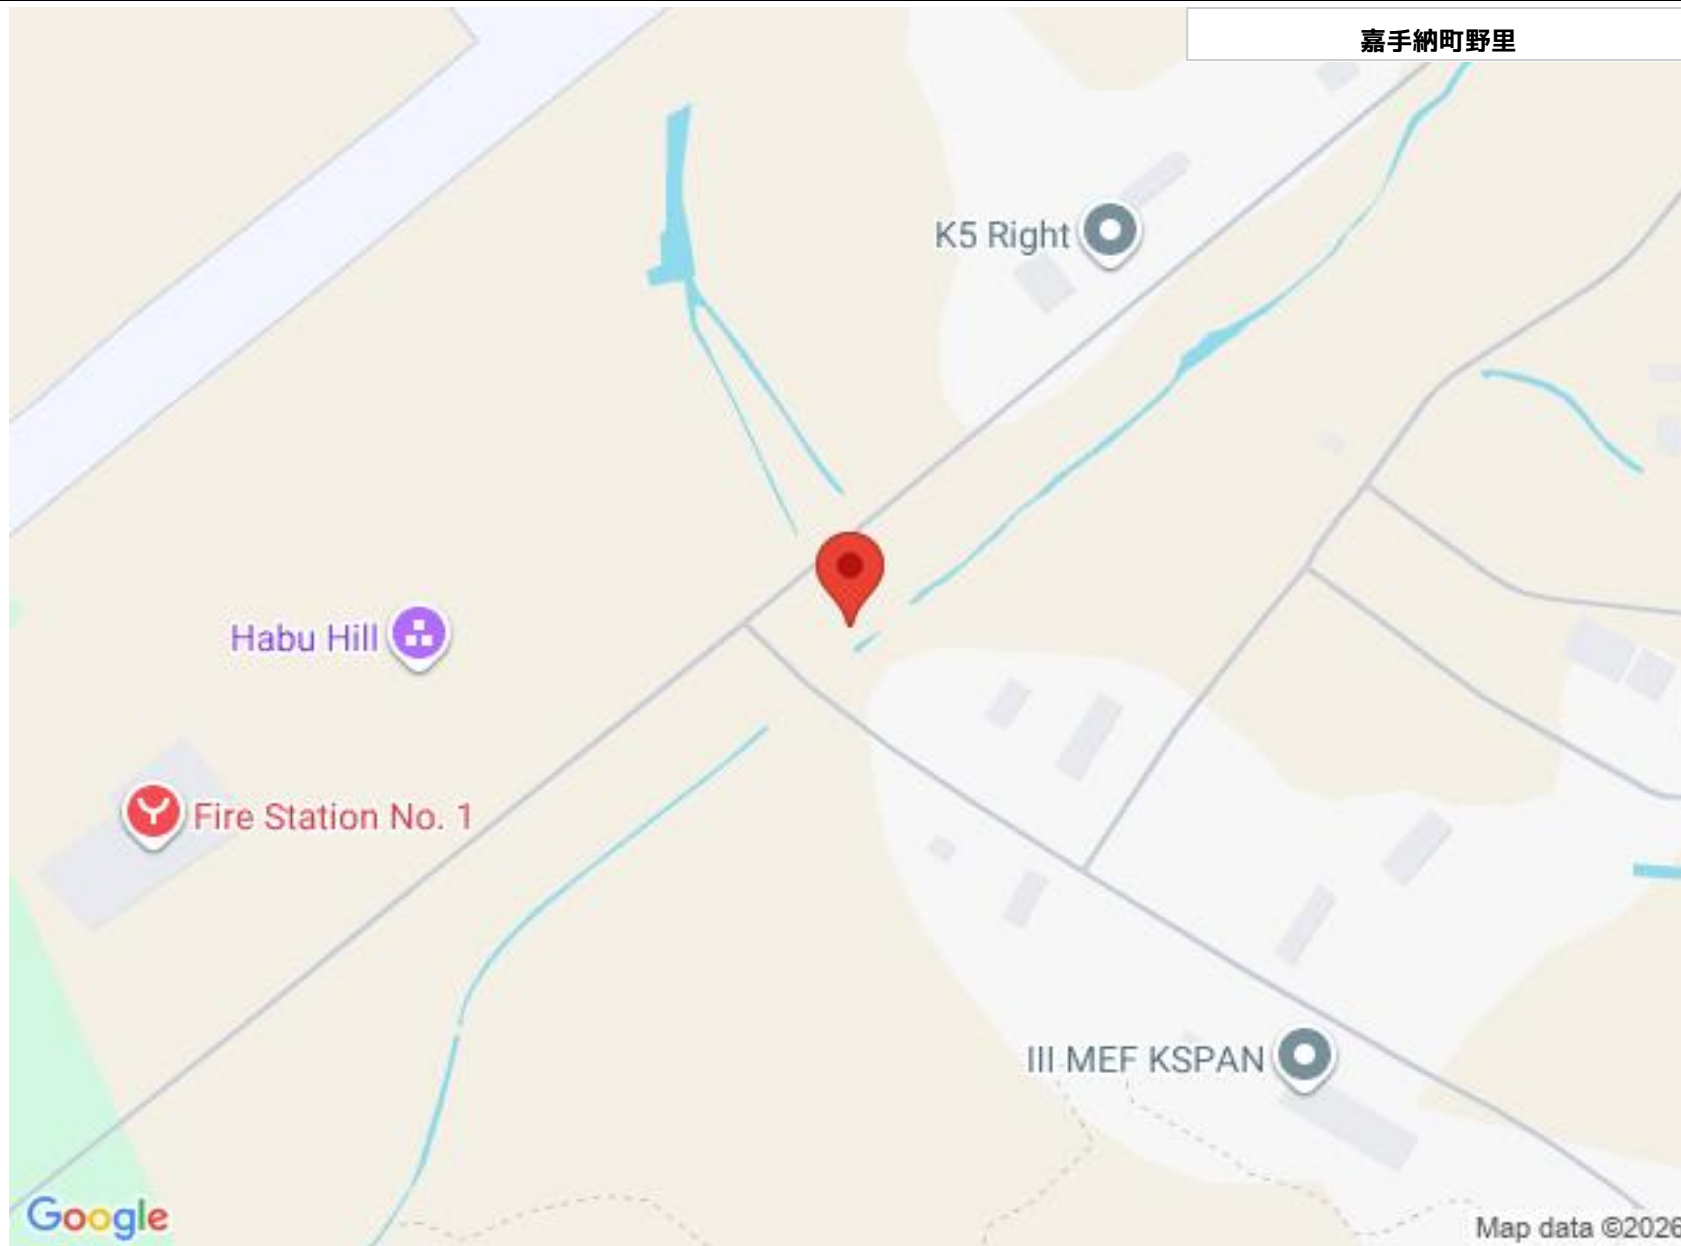 嘉手納町野里
K5 Right
Habu Hill
Fire Station No. 1
III MEF KSPAN
Google
Map data ©2026